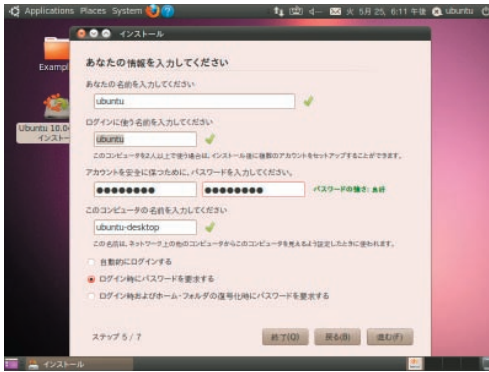 Applications Places System
火 5月 25, 6:11 午後 ubuntu
インストール
Exampl
Ubuntu 10.0
インストー
あなたの情報を入力してください
あなたの名前を入力してください
ubuntu
ログインに使う名前を入力してください
ubuntu
このコンピュータを2人以上で使う場合は、インストール後に複数のアカウントをセットアップすることができます。
アカウントを安全に保つために、パスワードを入力してください。
●●●●●●●● ●●●●●●●● パスワードの強さ: 良好
このコンピュータの名前を入力してください
ubuntu-desktop
この名前は、ネットワーク上の他のコンピュータからこのコンピュータを見えるよう設定したときに使われます。
自動的にログインする
ログイン時にパスワードを要求する
ログイン時およびホーム・フォルダの復号化時にパスワードを要求する
ステップ 5 / 7
終了(Q) 戻る(B) 進む(F)
インストール